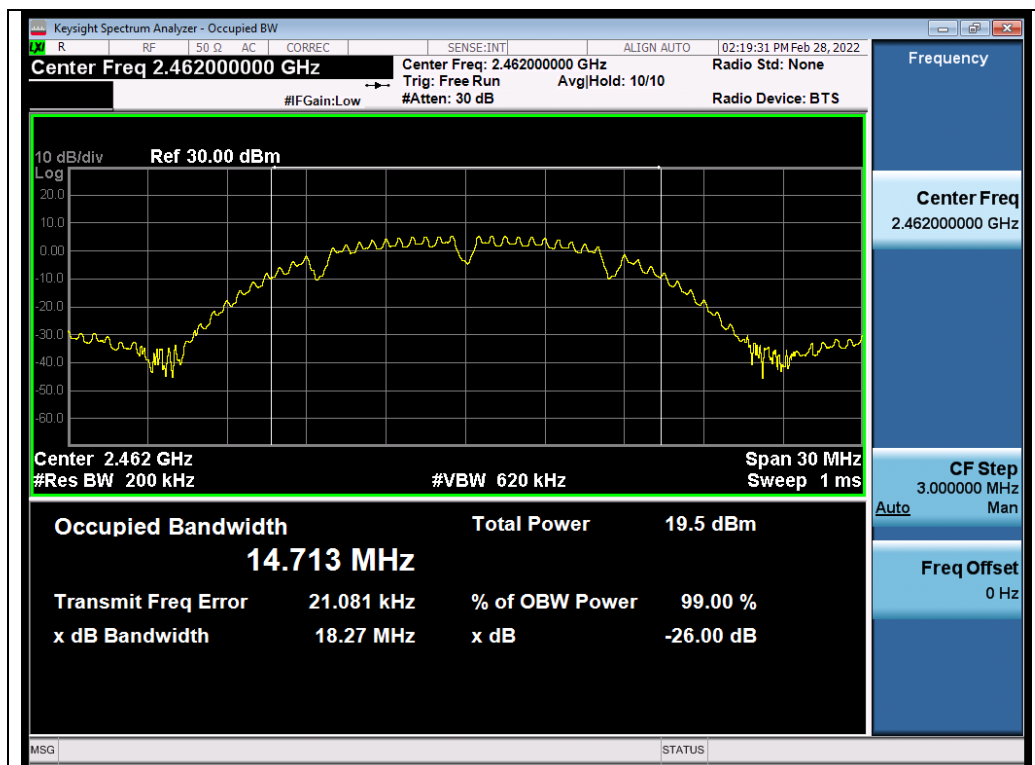 Keysight Spectrum Analyzer - Occupied BW
LXI R RF 50 Ω AC CORREC SENSE:INT ALIGN AUTO 02:19:31 PM Feb 28, 2022
Center Freq 2.462000000 GHz
Center Freq: 2.462000000 GHz Radio Std: None
Trig: Free Run Avg|Hold: 10/10
#IFGain:Low #Atten: 30 dB Radio Device: BTS
10 dB/div Ref 30.00 dBm
Log
20.0
10.0
0.00
-10.0
-20.0
-30.0
-40.0
-50.0
-60.0
Center 2.462 GHz Span 30 MHz
#Res BW 200 kHz #VBW 620 kHz Sweep 1 ms
Occupied Bandwidth Total Power 19.5 dBm
14.713 MHz
Transmit Freq Error 21.081 kHz % of OBW Power 99.00 %
x dB Bandwidth 18.27 MHz x dB -26.00 dB
MSG STATUS
Frequency
Center Freq
2.462000000 GHz
CF Step
3.000000 MHz
Auto Man
Freq Offset
0 Hz